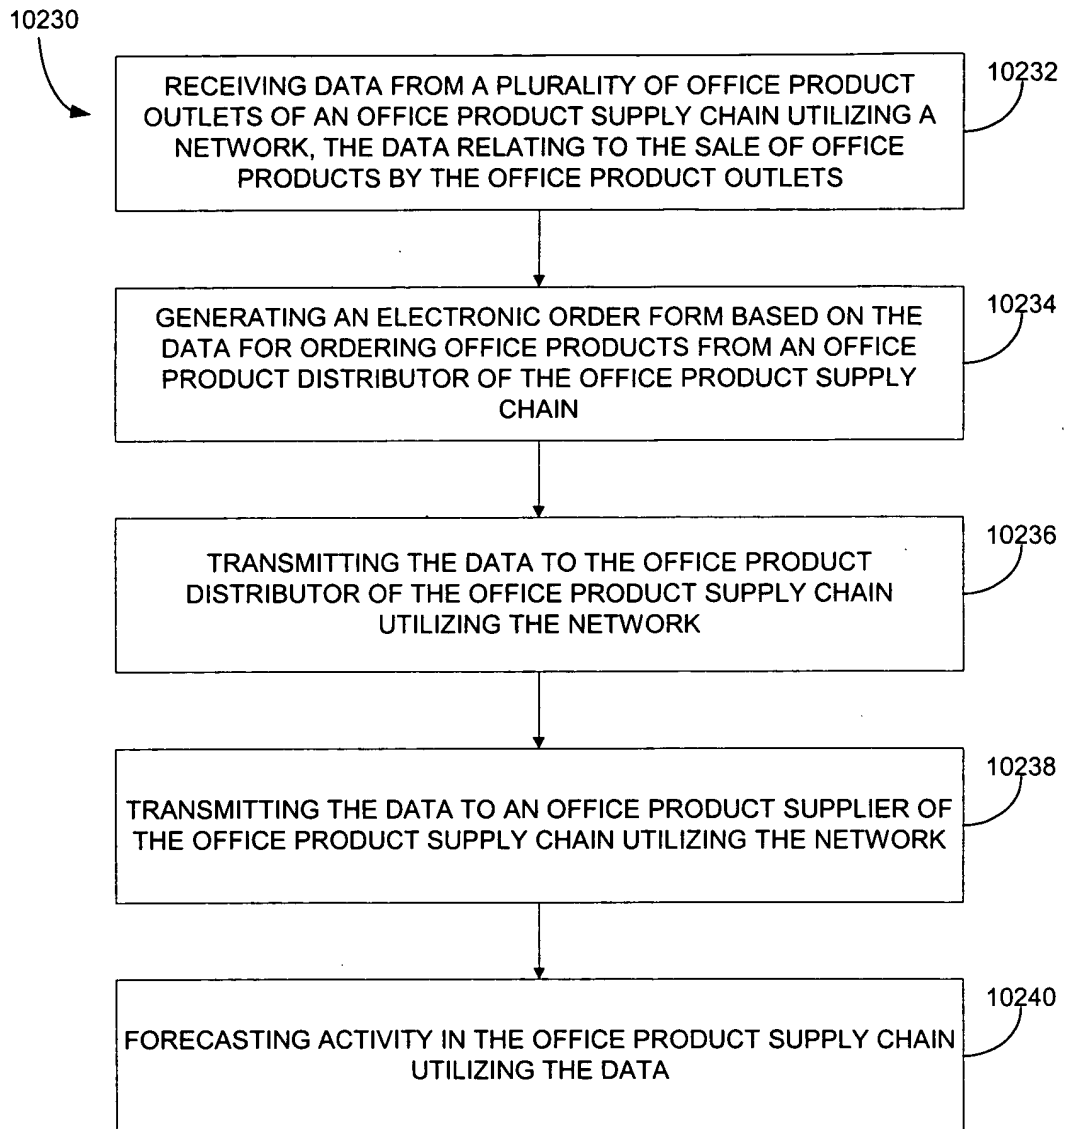 10230
RECEIVING DATA FROM A PLURALITY OF OFFICE PRODUCT
OUTLETS OF AN OFFICE PRODUCT SUPPLY CHAIN UTILIZING A
NETWORK, THE DATA RELATING TO THE SALE OF OFFICE
PRODUCTS BY THE OFFICE PRODUCT OUTLETS
10232
GENERATING AN ELECTRONIC ORDER FORM BASED ON THE
DATA FOR ORDERING OFFICE PRODUCTS FROM AN OFFICE
PRODUCT DISTRIBUTOR OF THE OFFICE PRODUCT SUPPLY
CHAIN
10234
TRANSMITTING THE DATA TO THE OFFICE PRODUCT
DISTRIBUTOR OF THE OFFICE PRODUCT SUPPLY CHAIN
UTILIZING THE NETWORK
10236
TRANSMITTING THE DATA TO AN OFFICE PRODUCT SUPPLIER OF
THE OFFICE PRODUCT SUPPLY CHAIN UTILIZING THE NETWORK
10238
FORECASTING ACTIVITY IN THE OFFICE PRODUCT SUPPLY CHAIN
UTILIZING THE DATA
10240